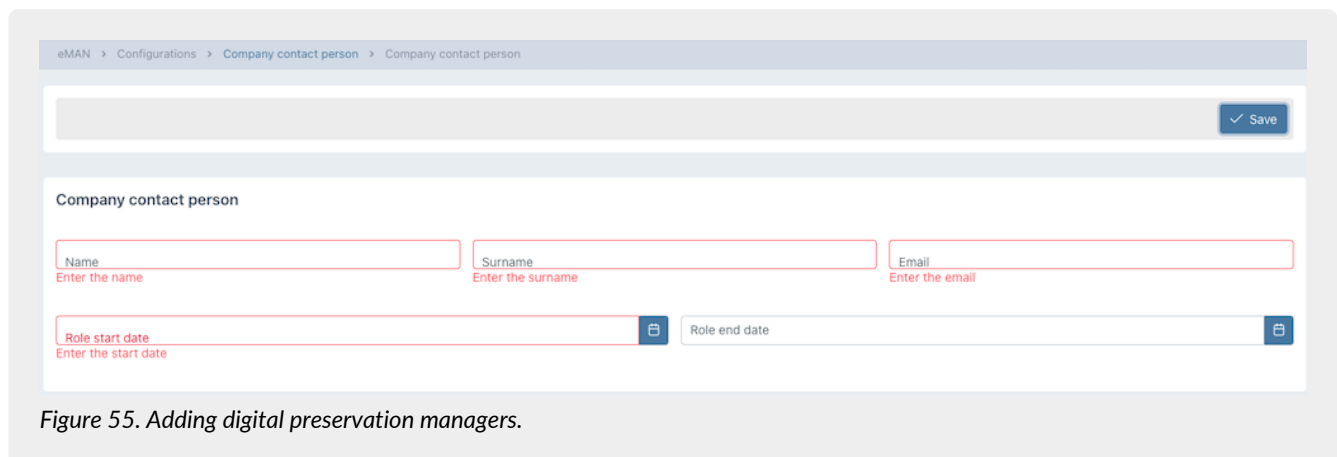 eMAN > Configurations > Company contact person > Company contact person
Save
Company contact person
Name Surname Email
Enter the name Enter the surname Enter the email
Role start date Role end date
Enter the start date
Figure 55. Adding digital preservation managers.